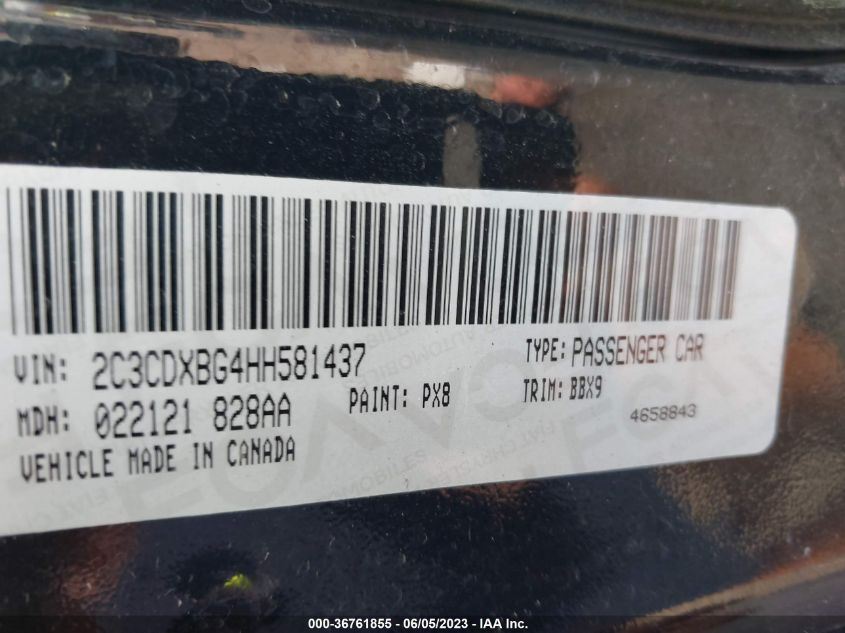 VIN: 2C3CDXBG4HH581437 TYPE: PASSENGER CAR
MDH: 022121 828AA PAINT: PX8 TRIM: BBX9
4658843
VEHICLE MADE IN CANADA
000-36761855 - 06/05/2023 - IAA Inc.